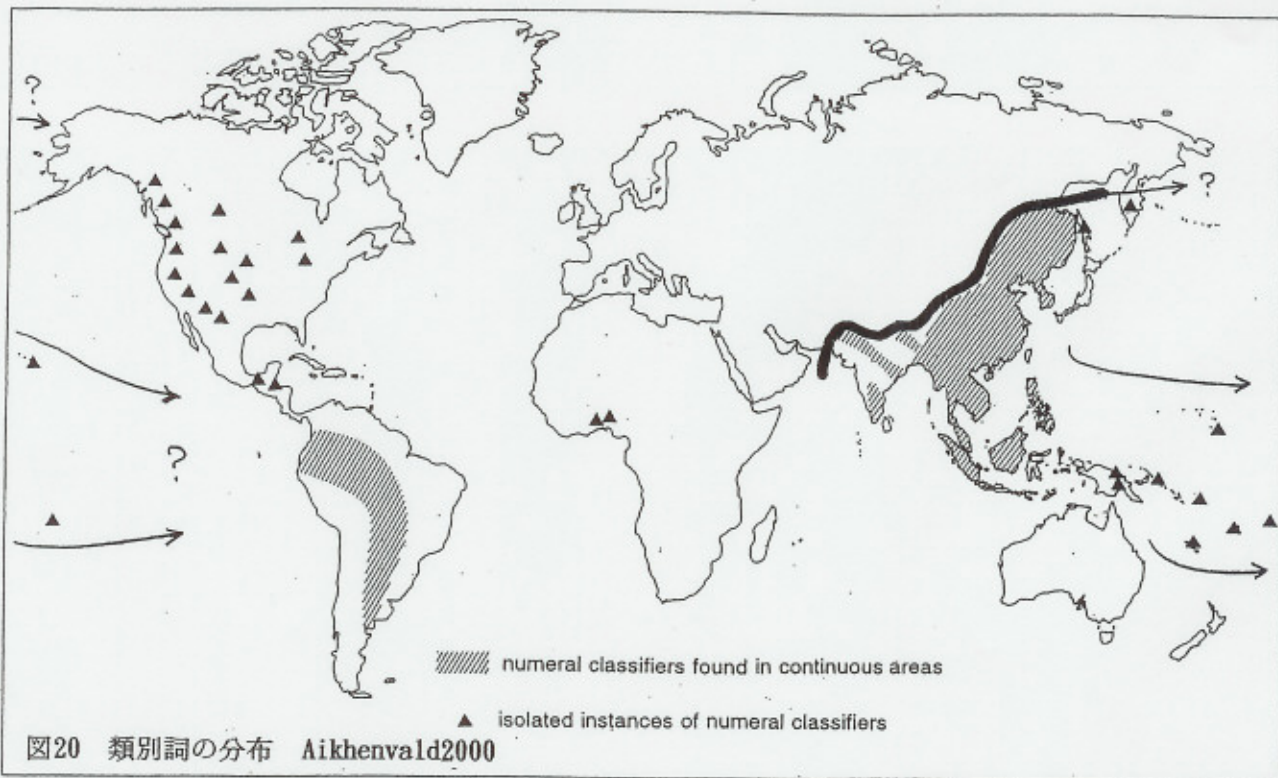 ?
?
?
numeral classifiers found in continuous areas
isolated instances of numeral classifiers
図20 類別詞の分布 Aikhenvald2000